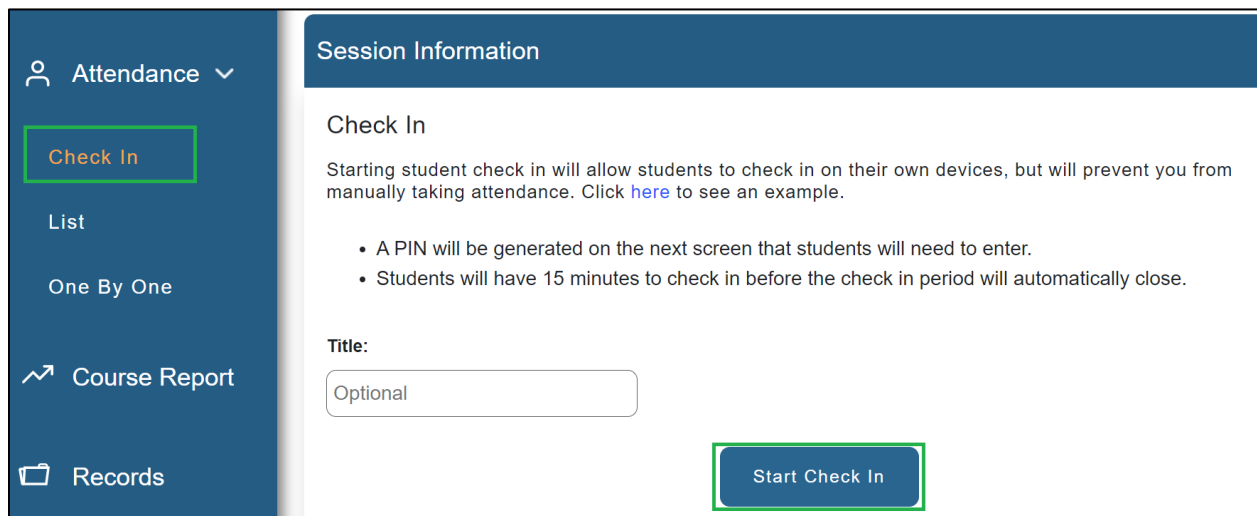 Attendance
Check In
List
One By One
Course Report
Records
Session Information
Check In
Starting student check in will allow students to check in on their own devices, but will prevent you from
manually taking attendance. Click here to see an example.
• A PIN will be generated on the next screen that students will need to enter.
• Students will have 15 minutes to check in before the check in period will automatically close.
Title:
Optional
Start Check In